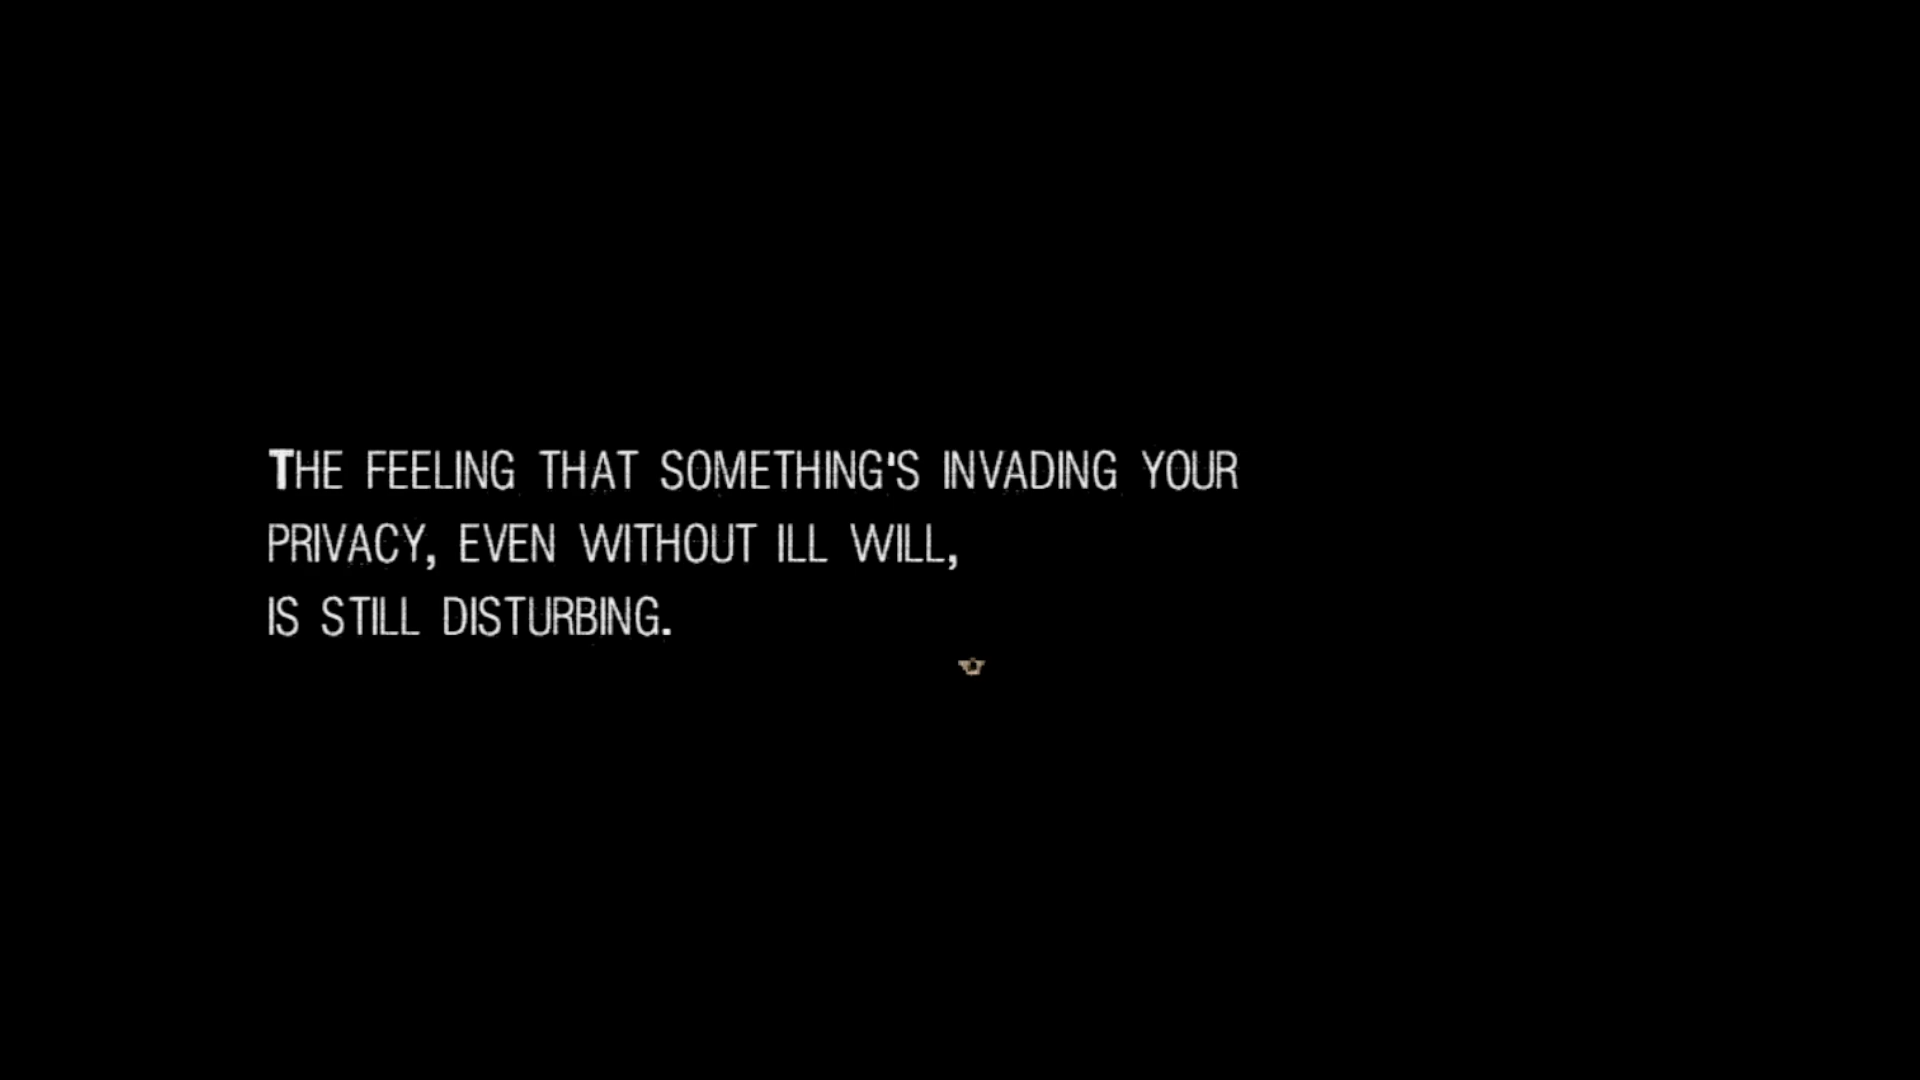 THE FEELING THAT SOMETHING'S INVADING YOUR
PRIVACY, EVEN WITHOUT ILL WILL,
IS STILL DISTURBING.